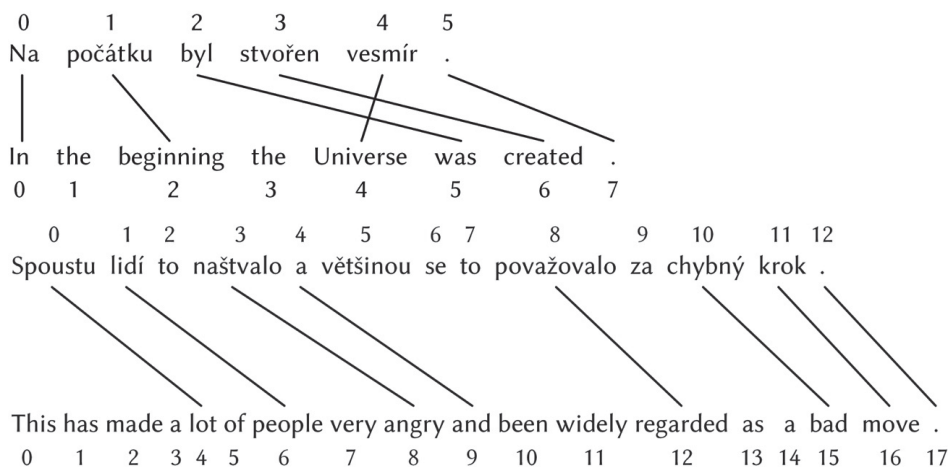 0 1 2 3 4 5
Na počátku byl stvořen vesmír .
In the beginning the Universe was created .
0 1 2 3 4 5 6 7
0 1 2 3 4 5 6 7 8 9 10 11 12
Spoustu lidí to naštvalo a většinou se to považovalo za chybný krok .
This has made a lot of people very angry and been widely regarded as a bad move .
0 1 2 3 4 5 6 7 8 9 10 11 12 13 14 15 16 17